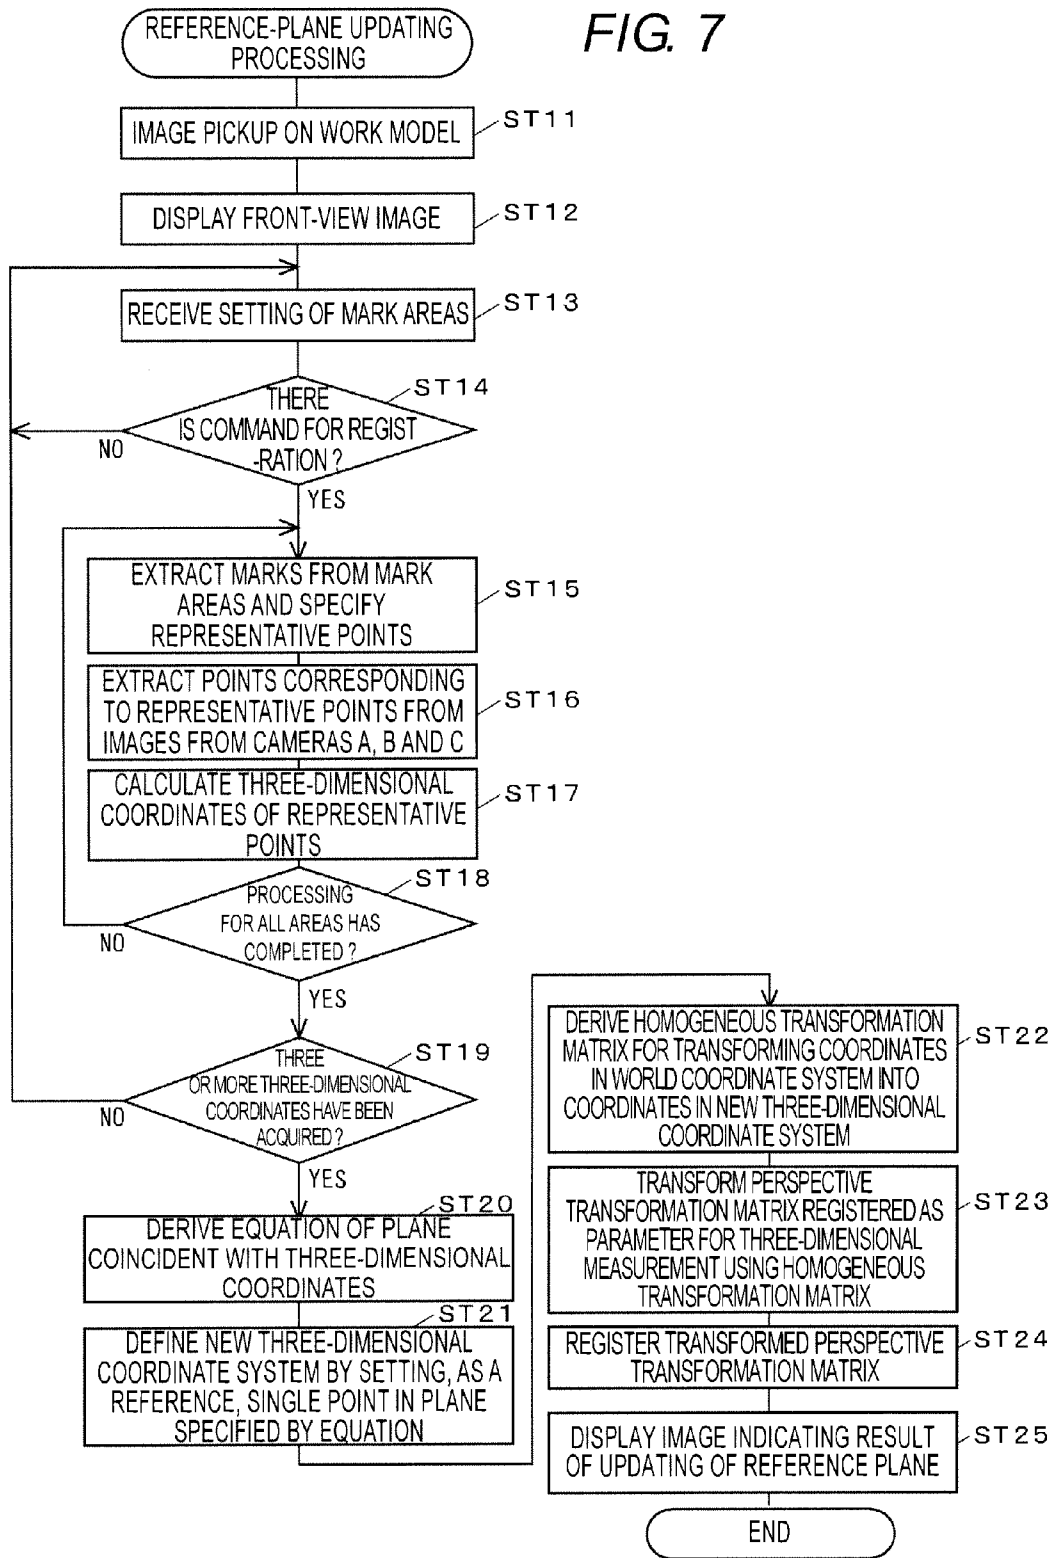 FIG. 7
REFERENCE-PLANE UPDATING
PROCESSING
IMAGE PICKUP ON WORK MODEL
ST11
DISPLAY FRONT-VIEW IMAGE
ST12
RECEIVE SETTING OF MARK AREAS
ST13
THERE
IS COMMAND FOR REGIST
-RATION ?
ST14
NO
YES
EXTRACT MARKS FROM MARK
AREAS AND SPECIFY
REPRESENTATIVE POINTS
ST15
EXTRACT POINTS CORRESPONDING
TO REPRESENTATIVE POINTS FROM
IMAGES FROM CAMERAS A, B AND C
ST16
CALCULATE THREE-DIMENSIONAL
COORDINATES OF REPRESENTATIVE
POINTS
ST17
PROCESSING
FOR ALL AREAS HAS
COMPLETED ?
ST18
NO
YES
THREE
OR MORE THREE-DIMENSIONAL
COORDINATES HAVE BEEN
ACQUIRED ?
ST19
NO
YES
ST20
DERIVE EQUATION OF PLANE
COINCIDENT WITH THREE-DIMENSIONAL
COORDINATES
ST21
DEFINE NEW THREE-DIMENSIONAL
COORDINATE SYSTEM BY SETTING, AS A
REFERENCE, SINGLE POINT IN PLANE
SPECIFIED BY EQUATION
DERIVE HOMOGENEOUS TRANSFORMATION
MATRIX FOR TRANSFORMING COORDINATES
IN WORLD COORDINATE SYSTEM INTO
COORDINATES IN NEW THREE-DIMENSIONAL
COORDINATE SYSTEM
ST22
TRANSFORM PERSPECTIVE
TRANSFORMATION MATRIX REGISTERED AS
PARAMETER FOR THREE-DIMENSIONAL
MEASUREMENT USING HOMOGENEOUS
TRANSFORMATION MATRIX
ST23
REGISTER TRANSFORMED PERSPECTIVE
TRANSFORMATION MATRIX
ST24
DISPLAY IMAGE INDICATING RESULT
OF UPDATING OF REFERENCE PLANE
ST25
END